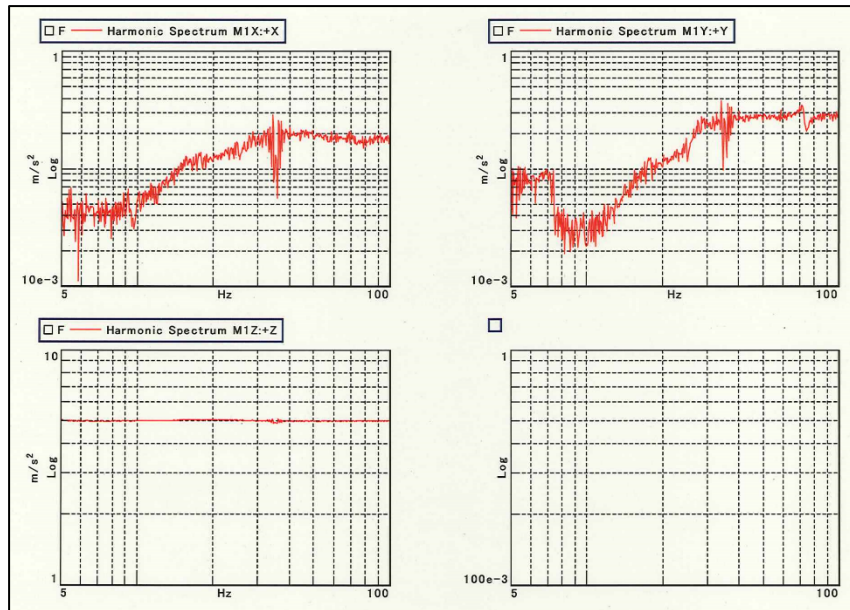 F Harmonic Spectrum M1X:+X
1
m/s² Log
10e-3
5 Hz 100
F Harmonic Spectrum M1Y:+Y
1
m/s² Log
10e-3
5 Hz 100
F Harmonic Spectrum M1Z:+Z
10
m/s² Log
1
5 Hz 100
1
Log
100e-3
5 100